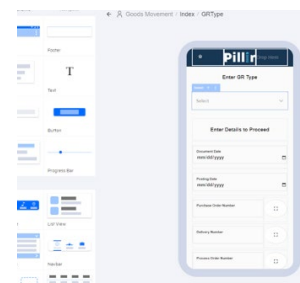 Goods Movement / Index / GRType
Footer
T
Text
Button
Progress Bar
List View
Nav Bar
Pillir
Enter GR Type
Select
Enter Details to Proceed
Document Date
mm/dd/yyyy
Posting Date
mm/dd/yyyy
Purchase Order Number
Delivery Number
Process Order Number